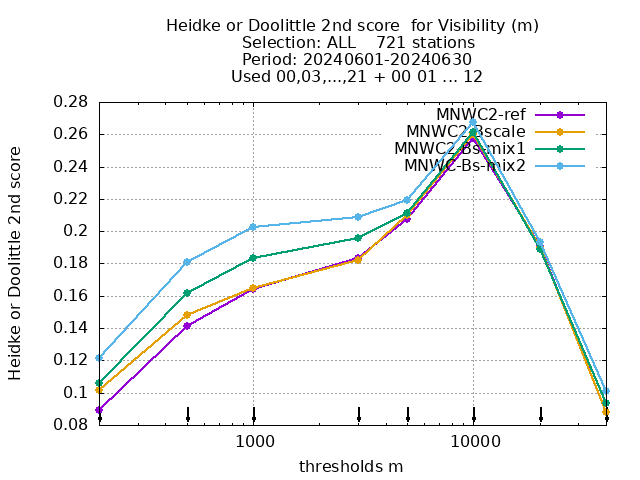 Heidke or Doolittle 2nd score  for Visibility (m)
Selection: ALL    721 stations
Period: 20240601-20240630
Used 00,03,...,21 + 00 01 ... 12
Heidke or Doolittle 2nd score
0.28
0.26
0.24
0.22
0.2
0.18
0.16
0.14
0.12
0.1
0.08
MNWC2-ref
MNWC2-Bscale
MNWC2-Bs-mix1
MNWC-Bs-mix2
1000
10000
thresholds m